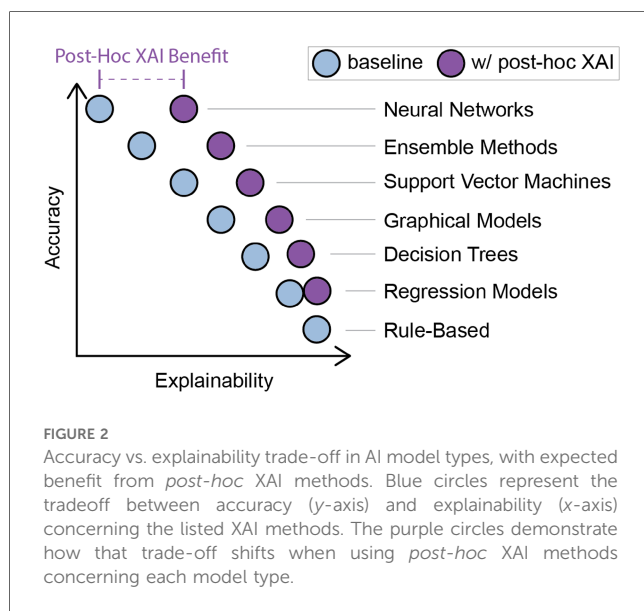 Post-Hoc XAI Benefit
baseline
w/ post-hoc XAI
Neural Networks
Ensemble Methods
Support Vector Machines
Graphical Models
Decision Trees
Regression Models
Rule-Based
Accuracy
Explainability
FIGURE 2
Accuracy vs. explainability trade-off in AI model types, with expected
benefit from post-hoc XAI methods. Blue circles represent the
tradeoff between accuracy (y-axis) and explainability (x-axis)
concerning the listed XAI methods. The purple circles demonstrate
how that trade-off shifts when using post-hoc XAI methods
concerning each model type.